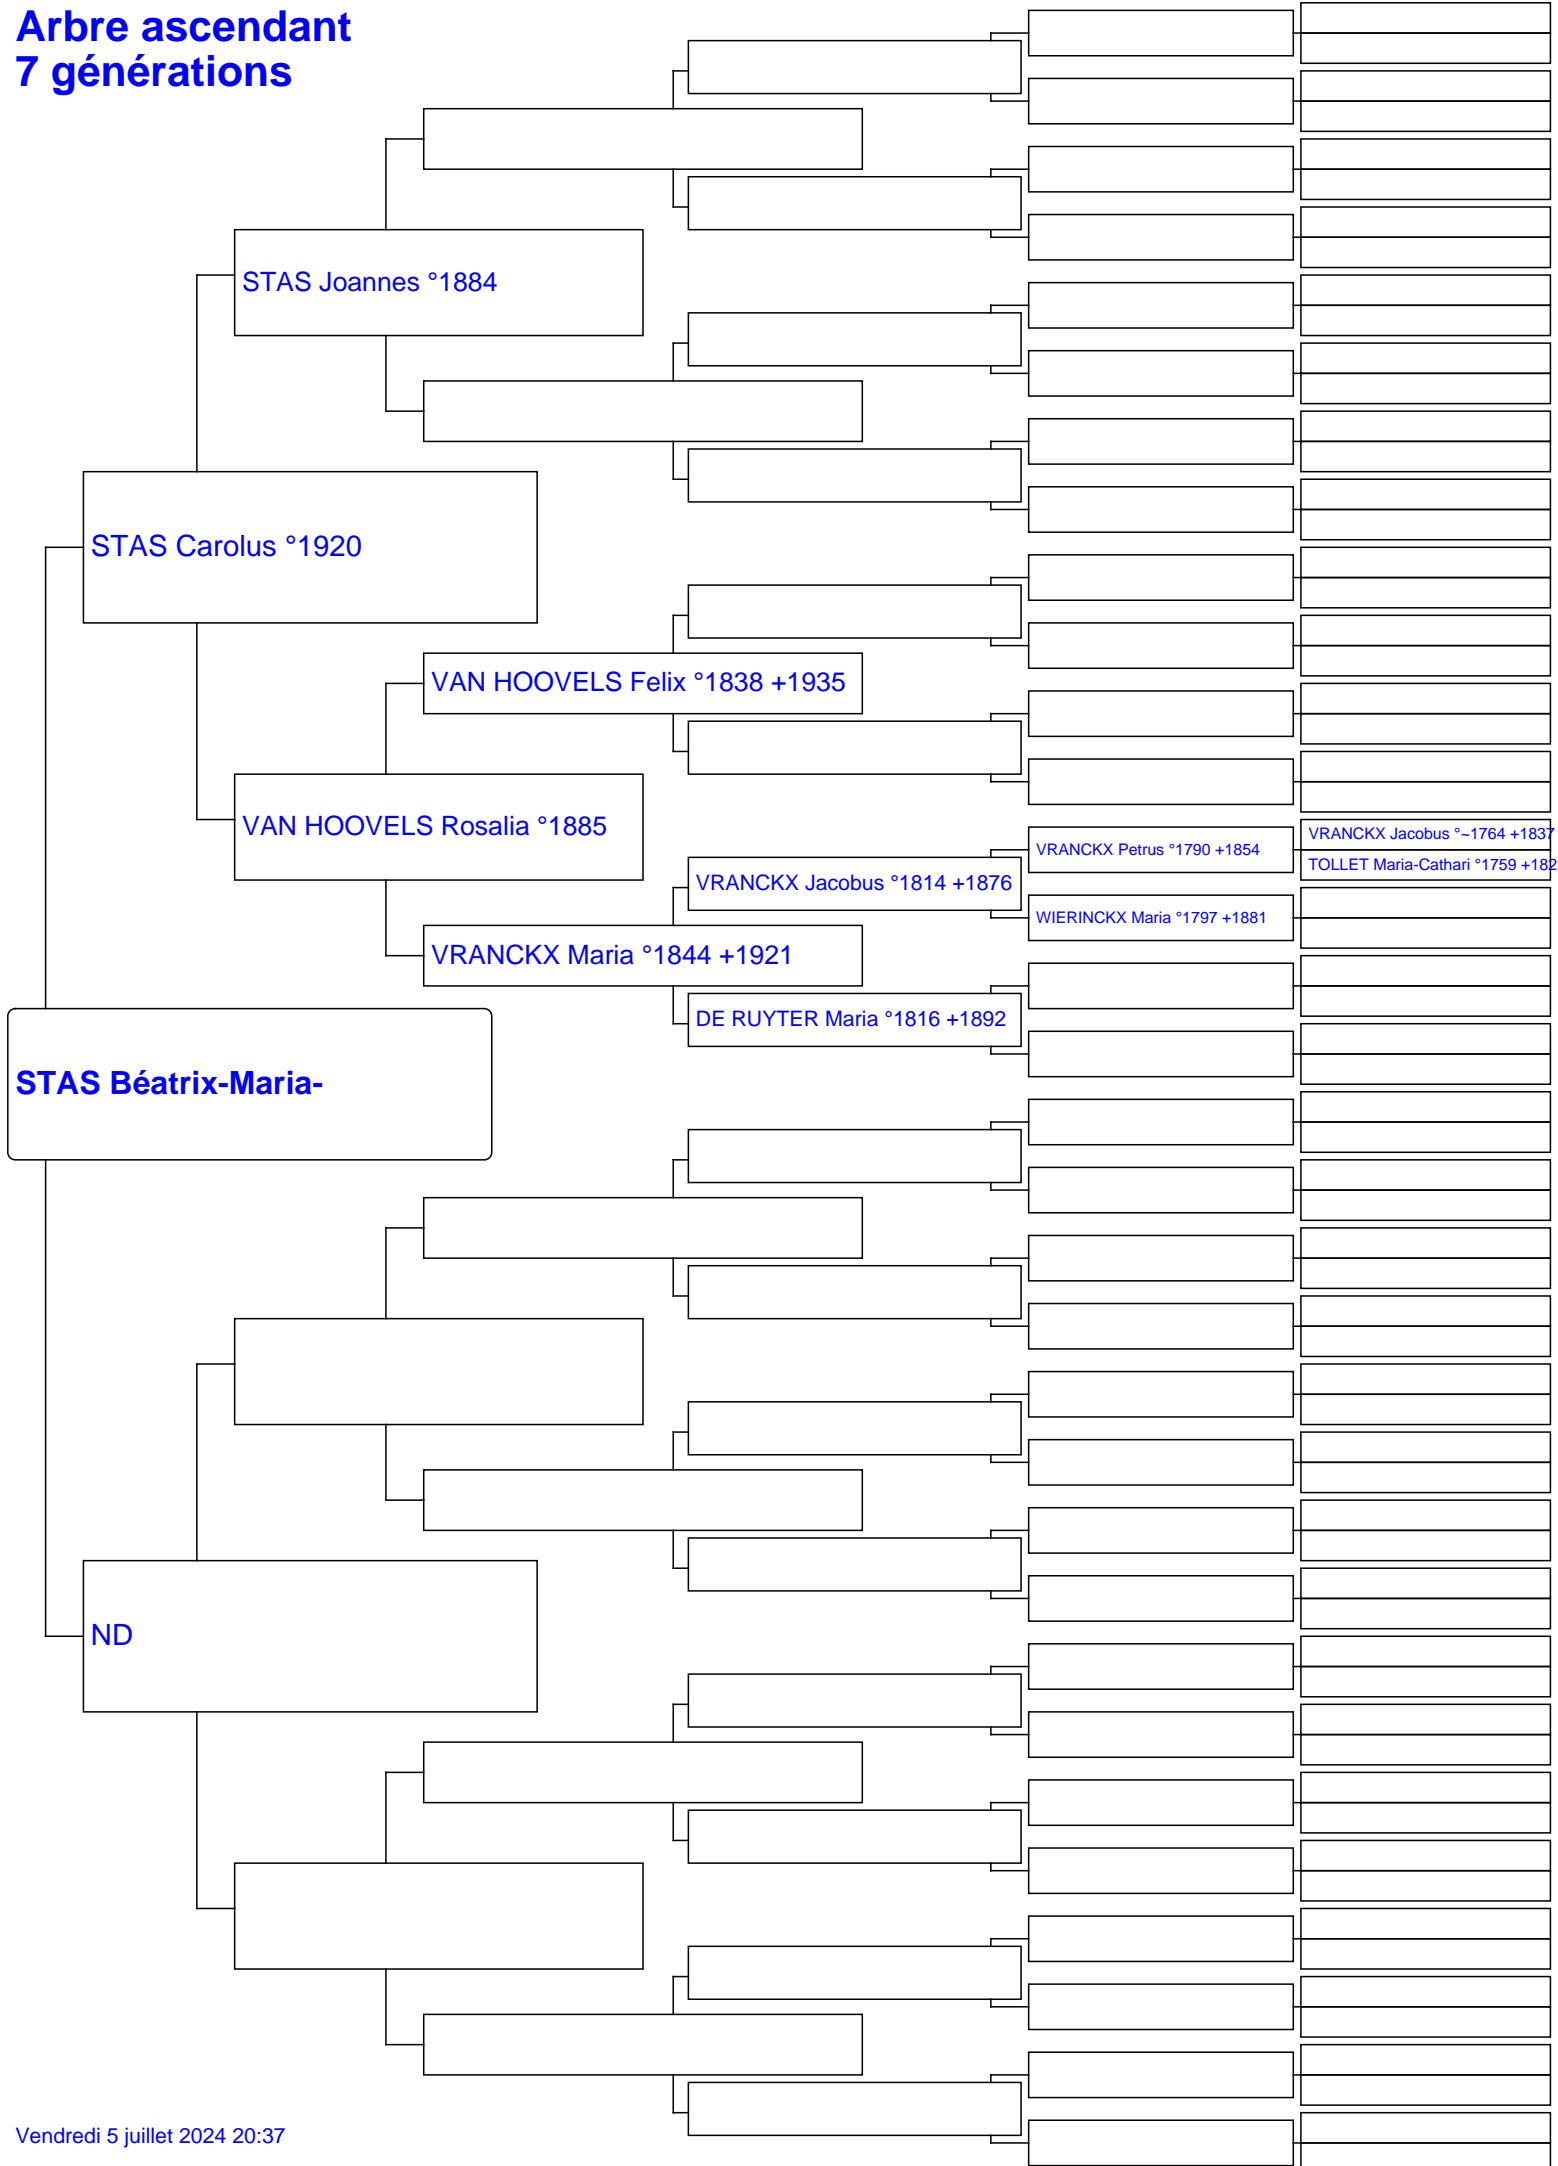 Arbre ascendant
7 générations
STAS Joannes °1884
STAS Carolus °1920
VAN HOOVELS Felix °1838 +1935
VAN HOOVELS Rosalia °1885
VRANCKX Jacobus °~1764 +1837
VRANCKX Petrus °1790 +1854
TOLLET Maria-Cathari °1759 +182
VRANCKX Jacobus °1814 +1876
WIERINCKX Maria °1797 +1881
VRANCKX Maria °1844 +1921
DE RUYTER Maria °1816 +1892
STAS Béatrix-Maria-
ND
Vendredi 5 juillet 2024 20:37